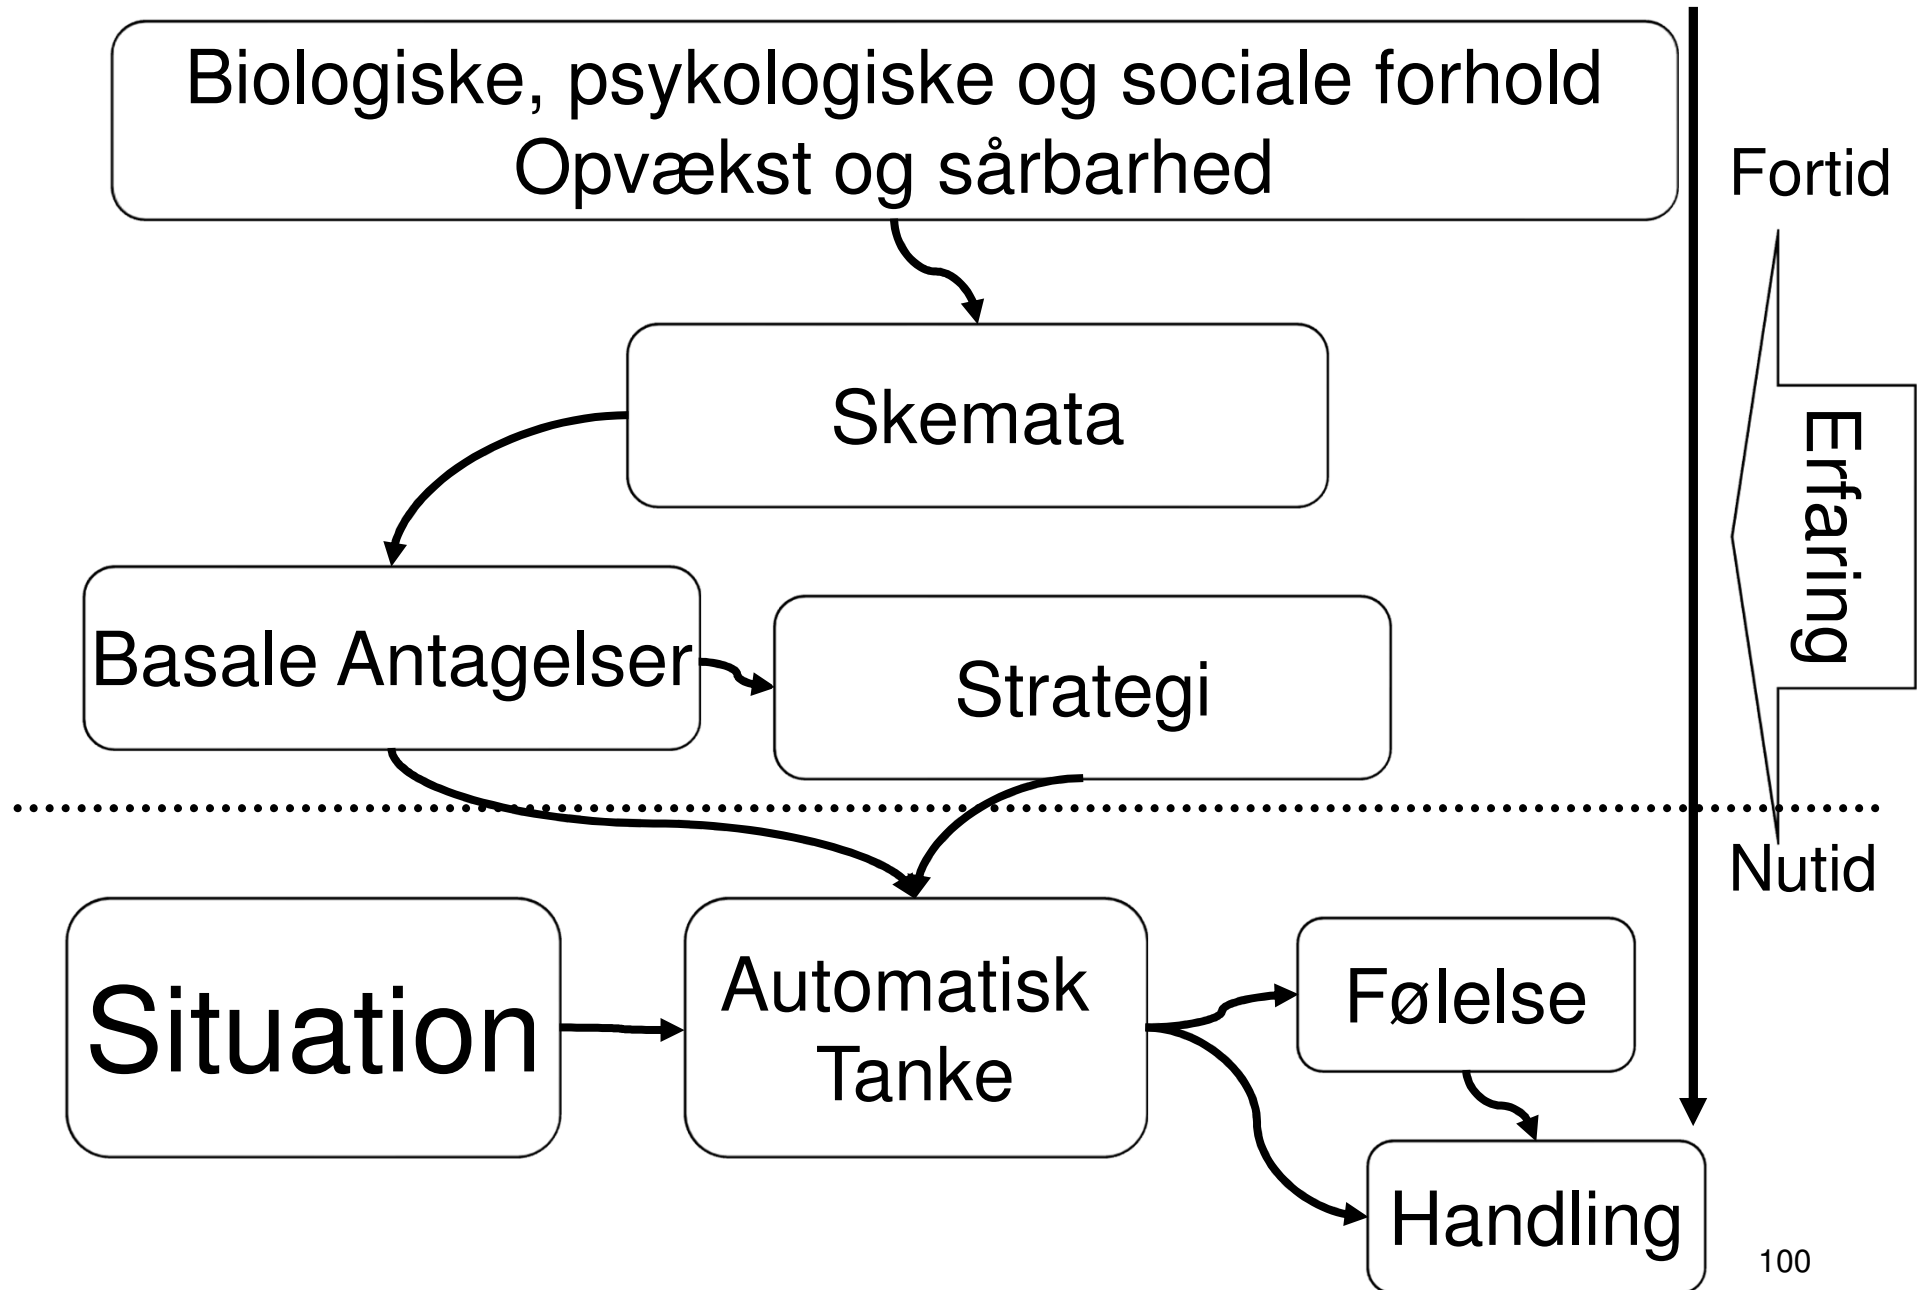 Biologiske, psykologiske og sociale forhold
Opvækst og sårbarhed
Fortid
Skemata
Erfaring
Basale Antagelser
Strategi
Nutid
Situation
Automatisk
Tanke
Følelse
Handling
100